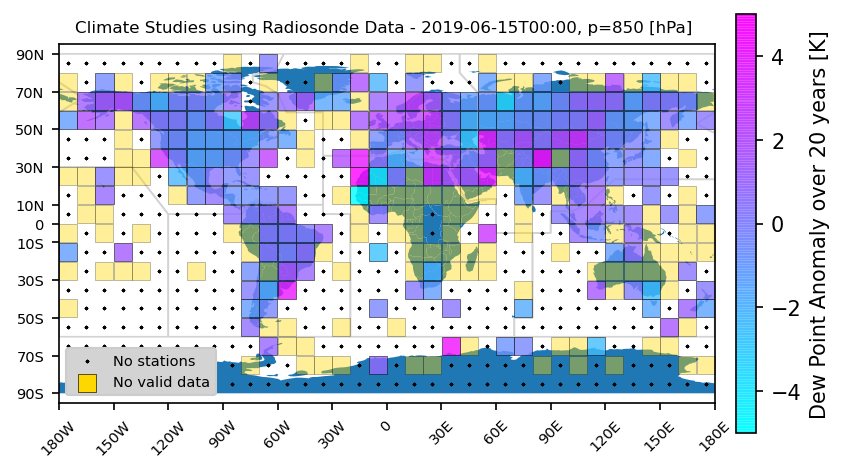 Climate Studies using Radiosonde Data - 2019-06-15T00:00, p=850 [hPa]
90N
70N
50N
30N
10N
0
10S
30S
50S
70S
90S
No stations
No valid data
180W
150W
120W
90W
60W
30W
0
30E
60E
90E
120E
150E
180E
4
2
0
−2
−4
Dew Point Anomaly over 20 years [K]